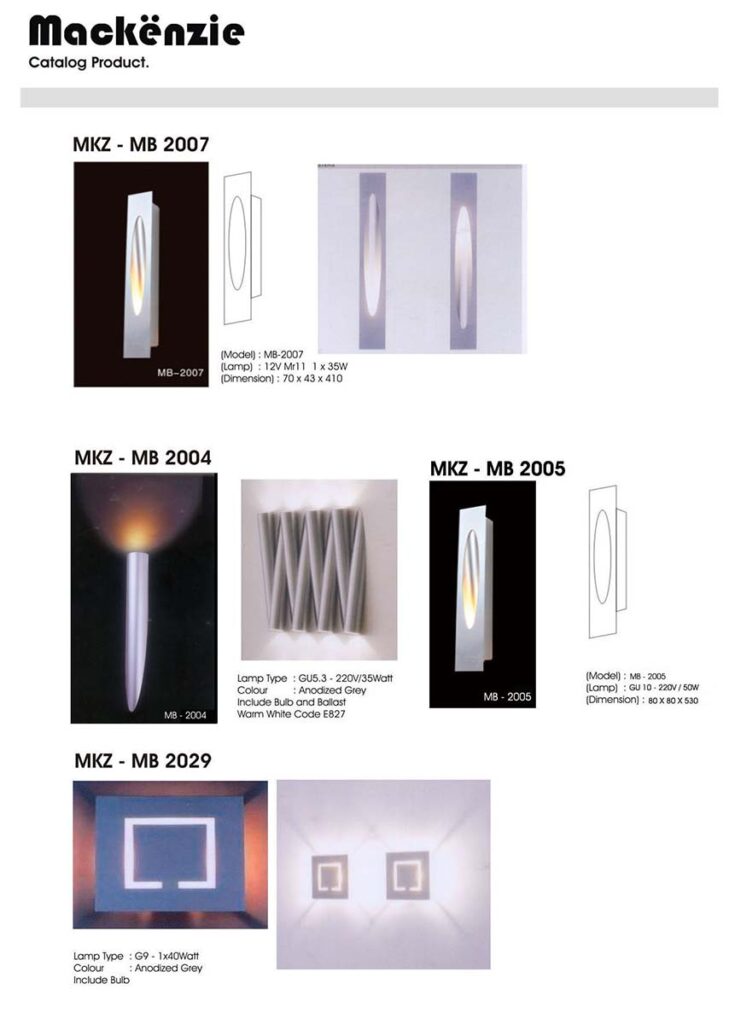 Mackënzie
Catalog Product.
MKZ - MB 2007
MB-2007
(Model) : MB-2007
(Lamp) : 12V Mr11 1 x 35W
(Dimension) : 70 x 43 x 410
MKZ - MB 2004
MB - 2004
Lamp Type : GU5.3 - 220V/35Watt
Colour : Anodized Grey
Include Bulb and Ballast
Warm White Code E827
MKZ - MB 2005
MB - 2005
(Model) : MB - 2005
(Lamp) : GU 10 - 220V / 50W
(Dimension) : 80 X 80 X 530
MKZ - MB 2029
Lamp Type : G9 - 1x40Watt
Colour : Anodized Grey
Include Bulb